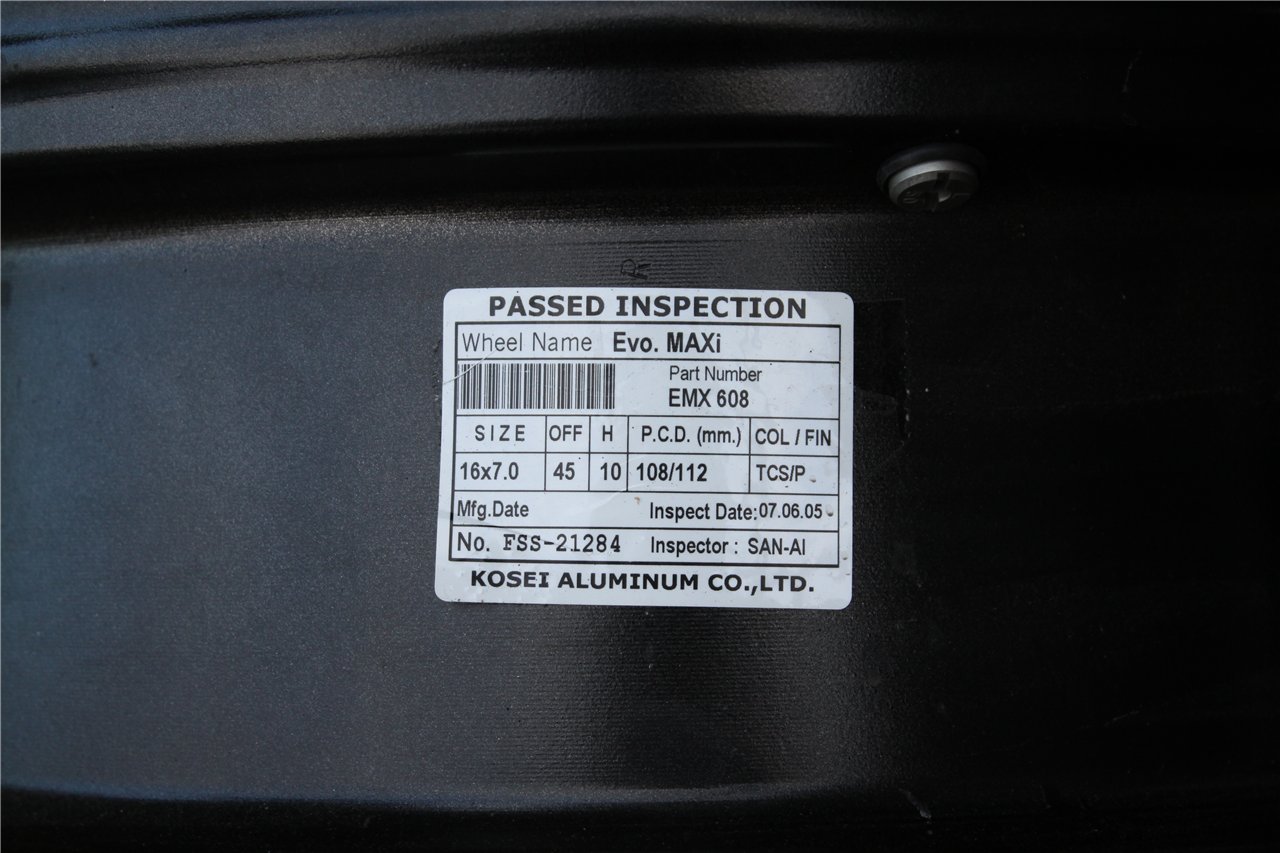 R
PASSED INSPECTION
Wheel Name Evo. MAXi
Part Number
EMX 608
SIZE OFF H P.C.D. (mm.) COL / FIN
16x7.0 45 10 108/112 TCS/P
Mfg.Date Inspect Date:07.06.05
No. FSS-21284 Inspector : SAN-AI
KOSEI ALUMINUM CO.,LTD.